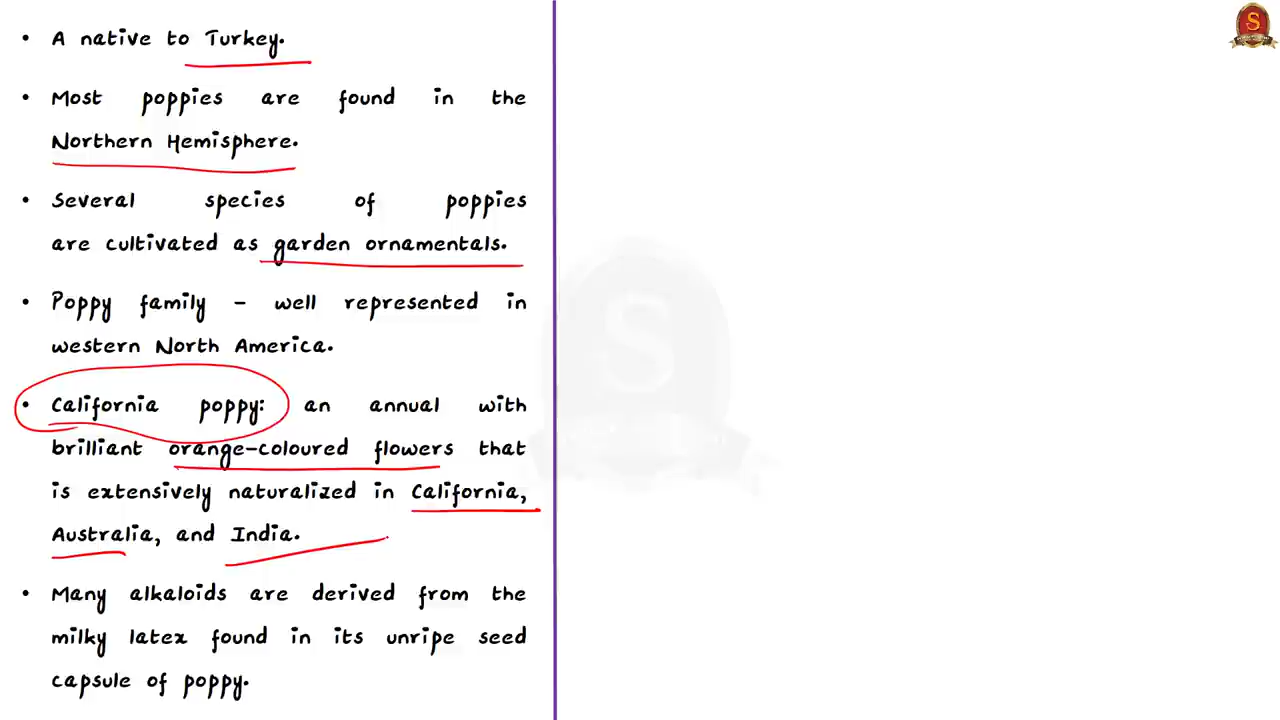 • A native to Turkey.
• Most poppies are found in the
Northern Hemisphere.
• Several species of poppies
are cultivated as garden ornamentals.
• Poppy family - well represented in
western North America.
• California poppy: an annual with
brilliant orange-coloured flowers that
is extensively naturalized in California,
Australia, and India.
• Many alkaloids are derived from the
milky latex found in its unripe seed
capsule of poppy.
S
S